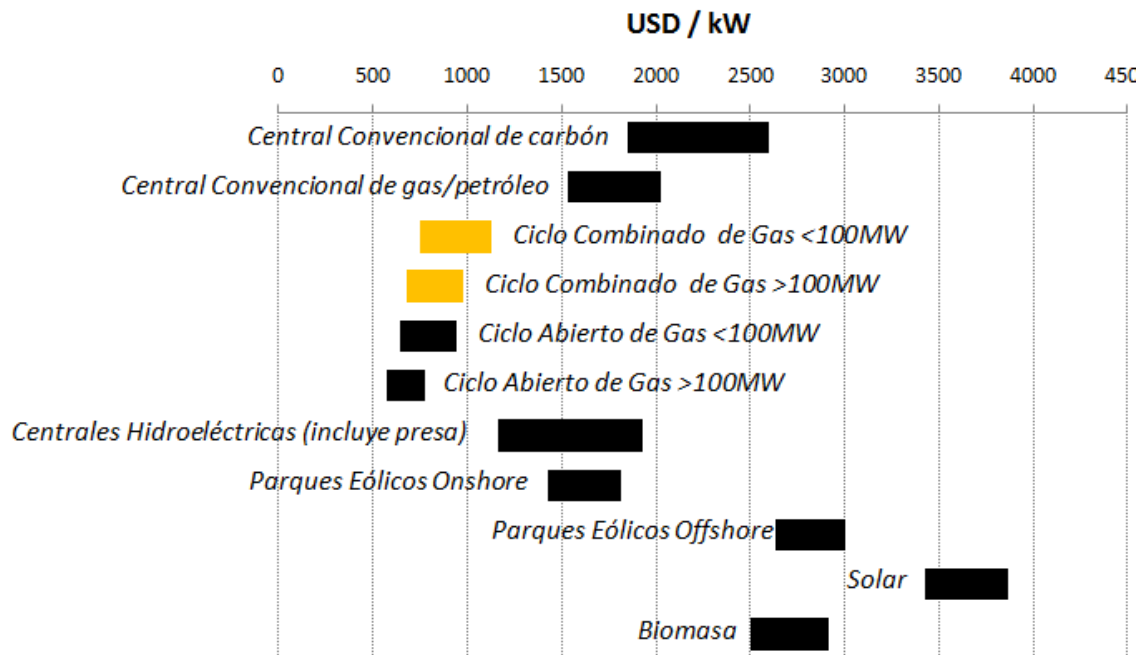 USD / kW
0 500 1000 1500 2000 2500 3000 3500 4000 450
Central Convencional de carbón
Central Convencional de gas/petróleo
Ciclo Combinado de Gas <100MW
Ciclo Combinado de Gas >100MW
Ciclo Abierto de Gas <100MW
Ciclo Abierto de Gas >100MW
Centrales Hidroeléctricas (incluye presa)
Parques Eólicos Onshore
Parques Eólicos Offshore
Solar
Biomasa